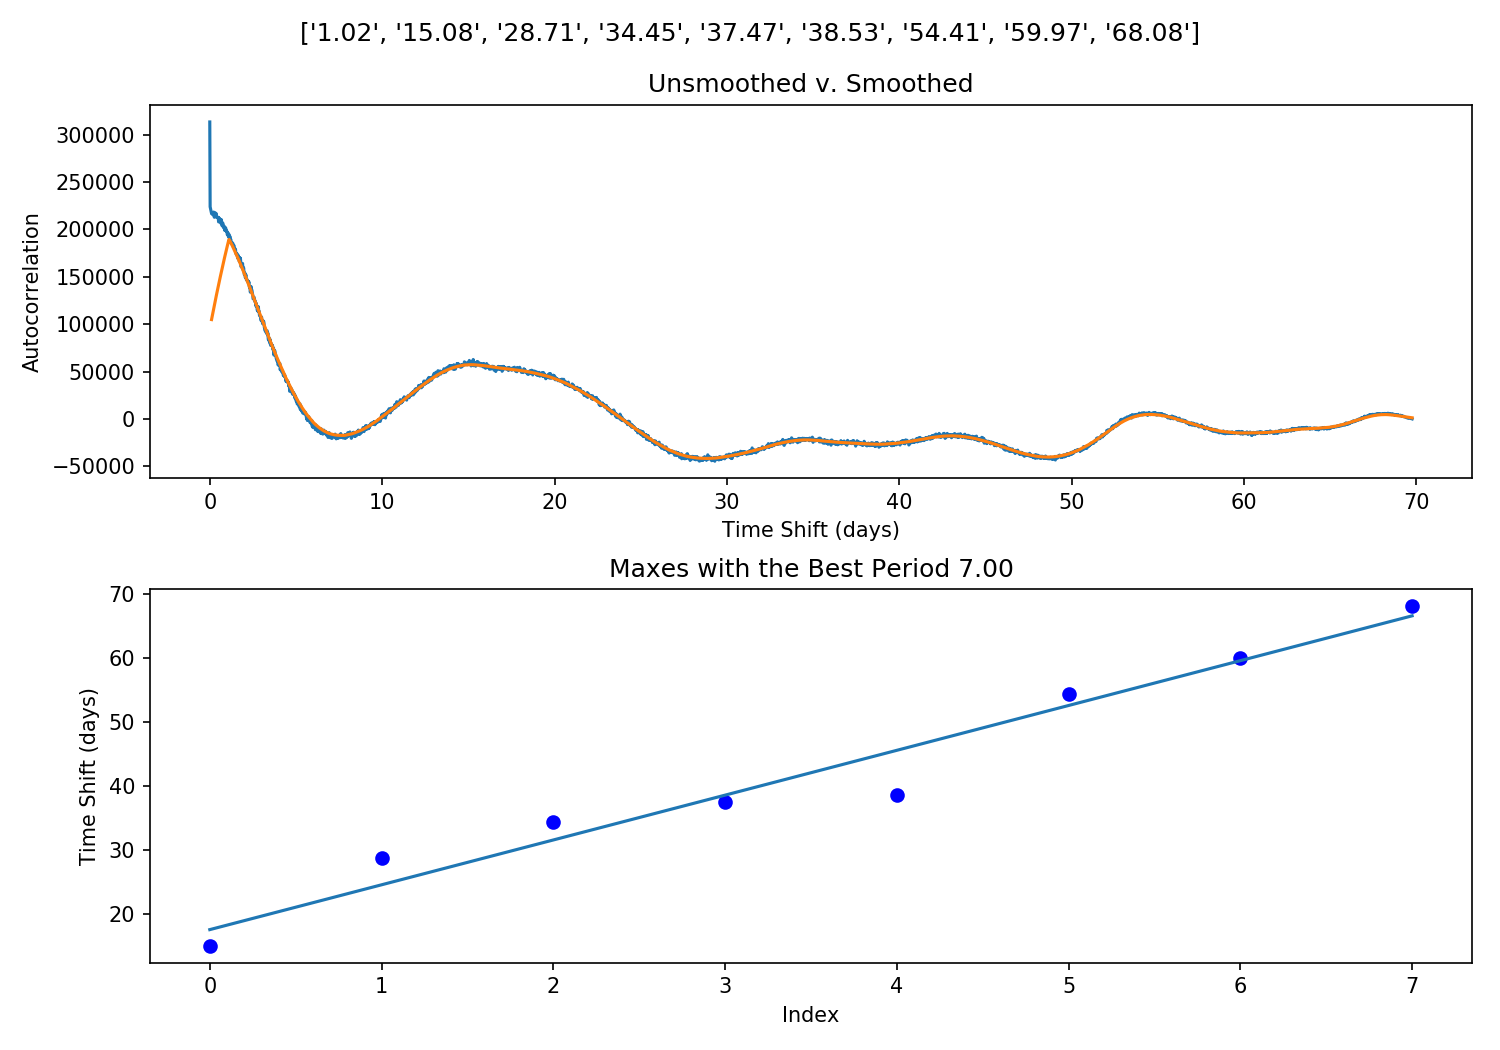 ['1.02', '15.08', '28.71', '34.45', '37.47', '38.53', '54.41', '59.97', '68.08']
Unsmoothed v. Smoothed
300000
250000
200000
150000
100000
50000
0
−50000
Autocorrelation
0 10 20 30 40 50 60 70
Time Shift (days)
Maxes with the Best Period 7.00
70
60
50
40
30
20
Time Shift (days)
0 1 2 3 4 5 6 7
Index